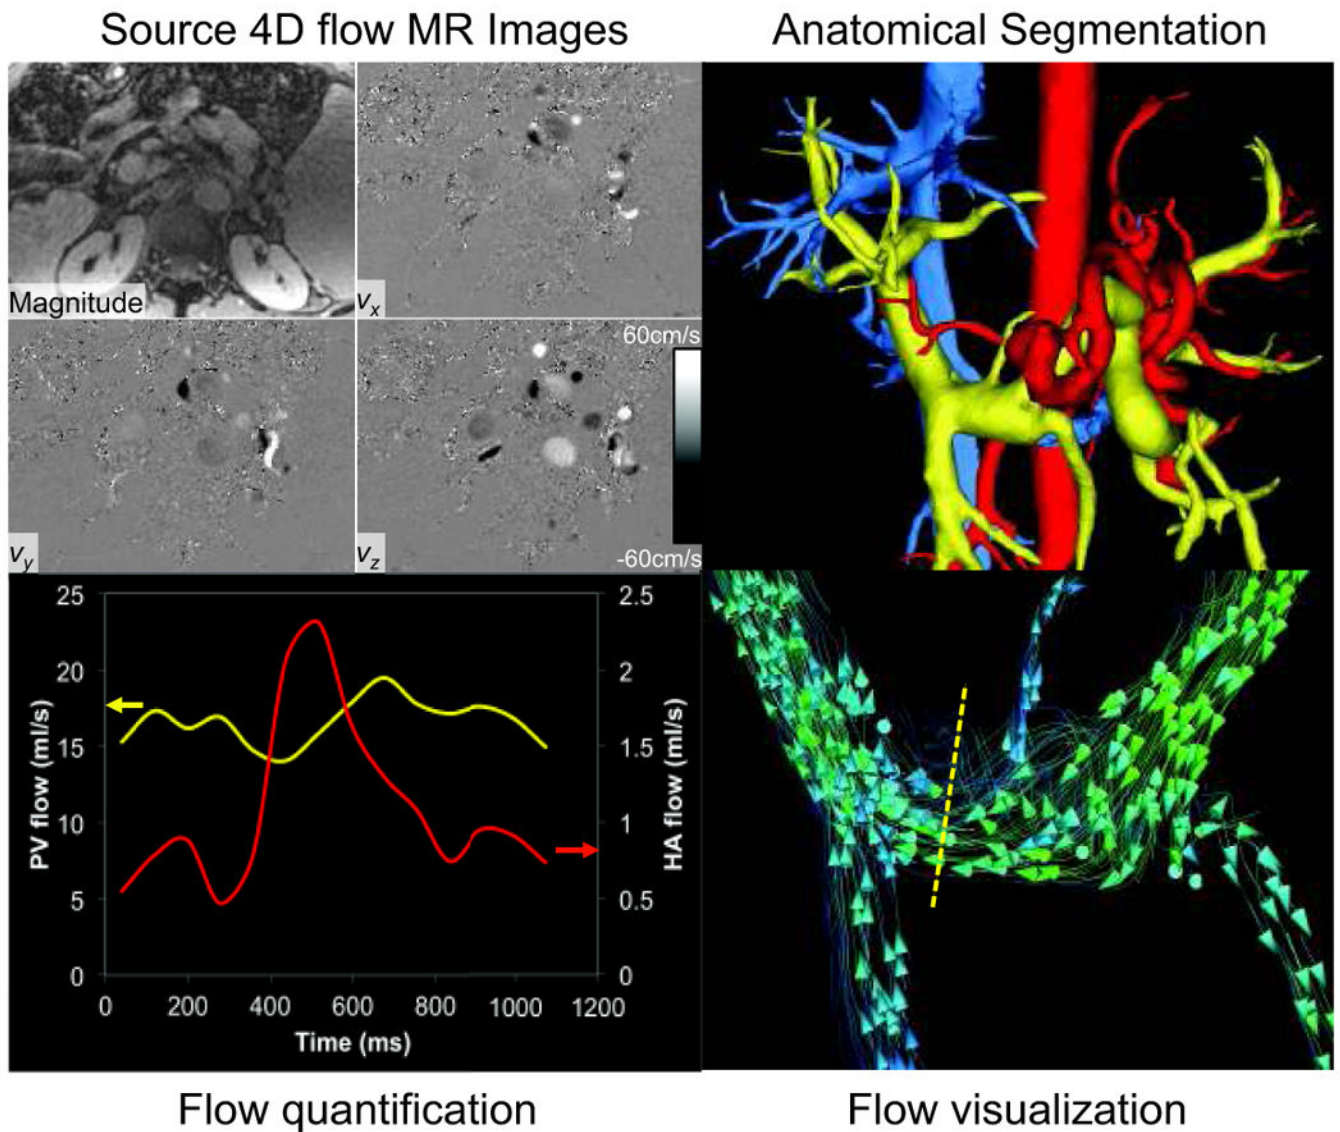 Source 4D flow MR Images
Anatomical Segmentation
Magnitude
vx
vy
vz
60cm/s
-60cm/s
25
20
15
10
5
0
PV flow (ml/s)
2.5
2
1.5
1
0.5
0
HA flow (ml/s)
0 200 400 600 800 1000 1200
Time (ms)
Flow quantification
Flow visualization